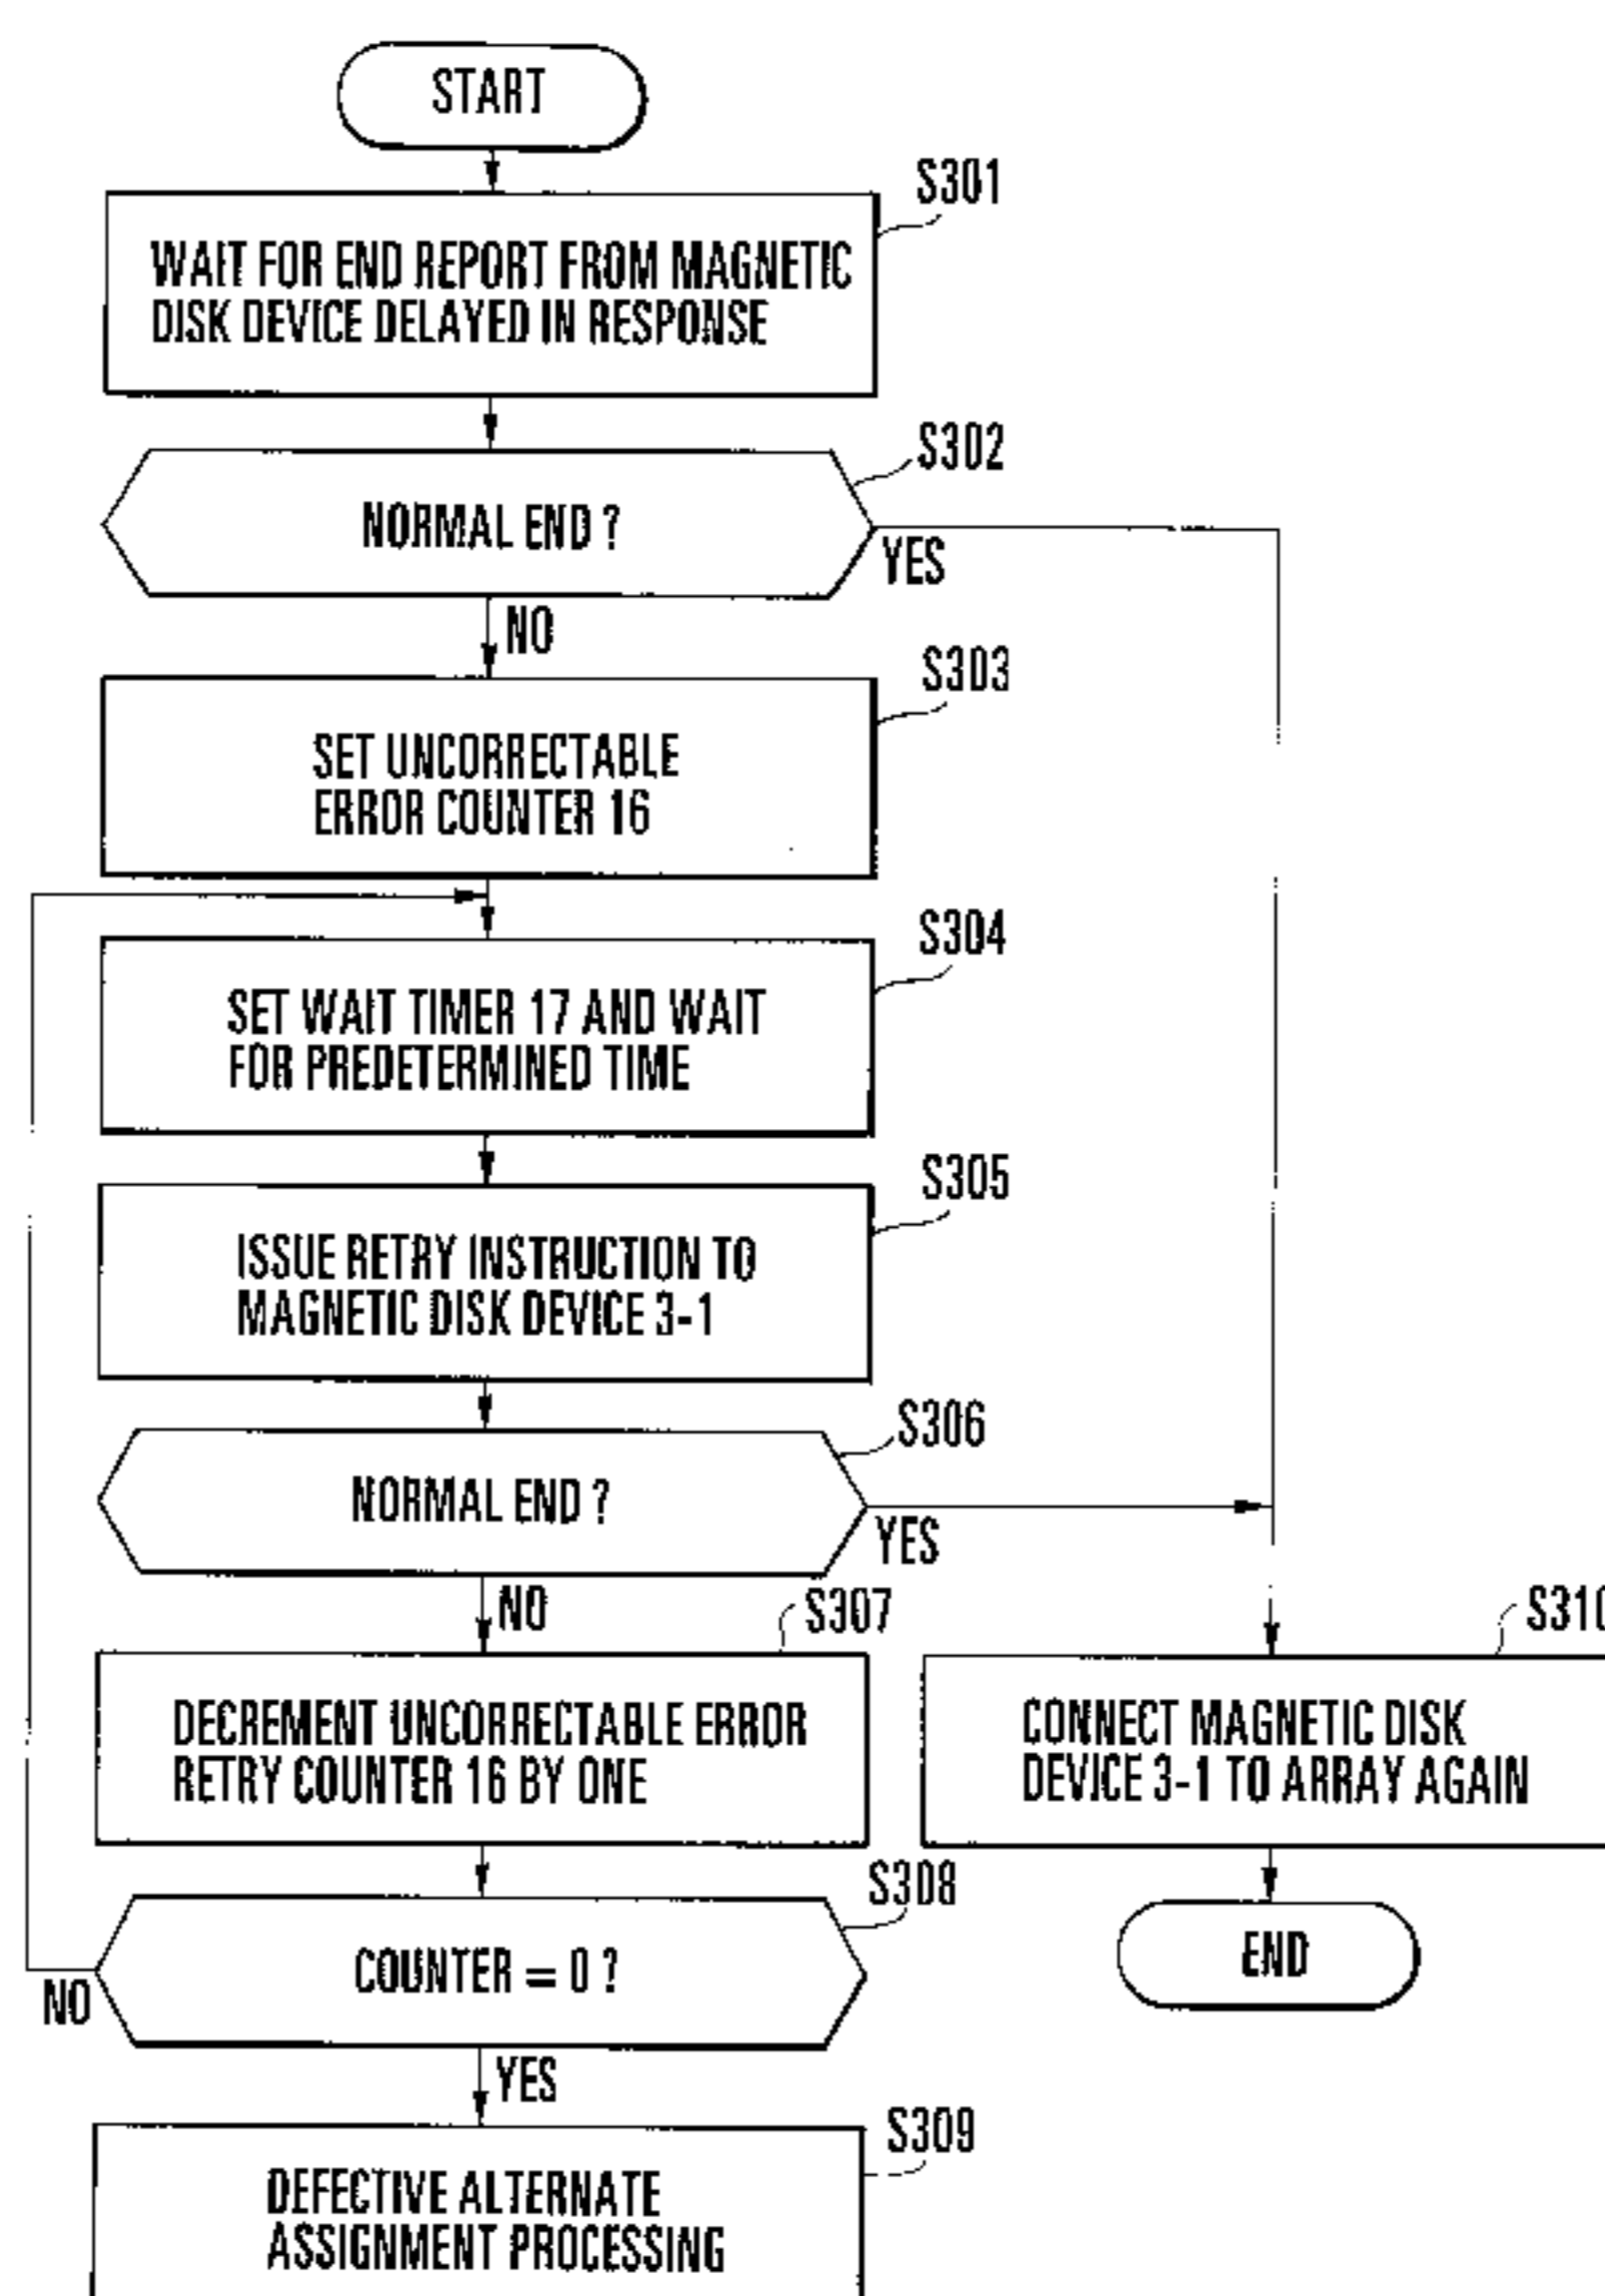 START
S301
WAIT FOR END REPORT FROM MAGNETIC
DISK DEVICE DELAYED IN RESPONSE
S302
NORMAL END ?
YES
NO
S303
SET UNCORRECTABLE
ERROR COUNTER 16
S304
SET WAIT TIMER 17 AND WAIT
FOR PREDETERMINED TIME
S305
ISSUE RETRY INSTRUCTION TO
MAGNETIC DISK DEVICE 3-1
S306
NORMAL END ?
YES
NO
S307
DECREMENT UNCORRECTABLE ERROR
RETRY COUNTER 16 BY ONE
S310
CONNECT MAGNETIC DISK
DEVICE 3-1 TO ARRAY AGAIN
S308
COUNTER = 0 ?
NO
END
YES
S309
DEFECTIVE ALTERNATE
ASSIGNMENT PROCESSING